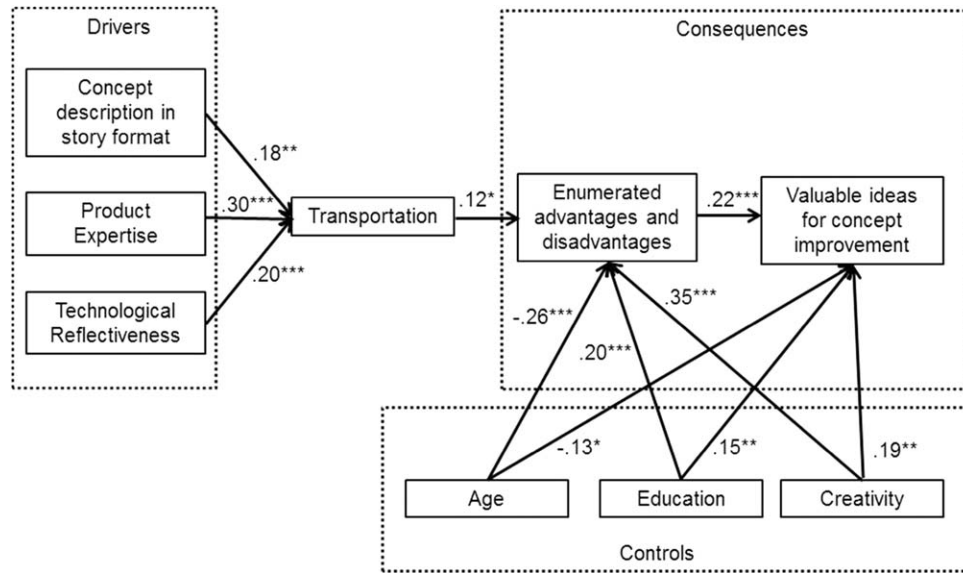 Drivers
Concept
description in
story format
Product
Expertise
Technological
Reflectiveness
.18**
.30***
.20***
Transportation
.12*
Consequences
Enumerated
advantages and
disadvantages
.22***
Valuable ideas
for concept
improvement
-.26***
.20***
.35***
-.13*
.15**
.19**
Age
Education
Creativity
Controls